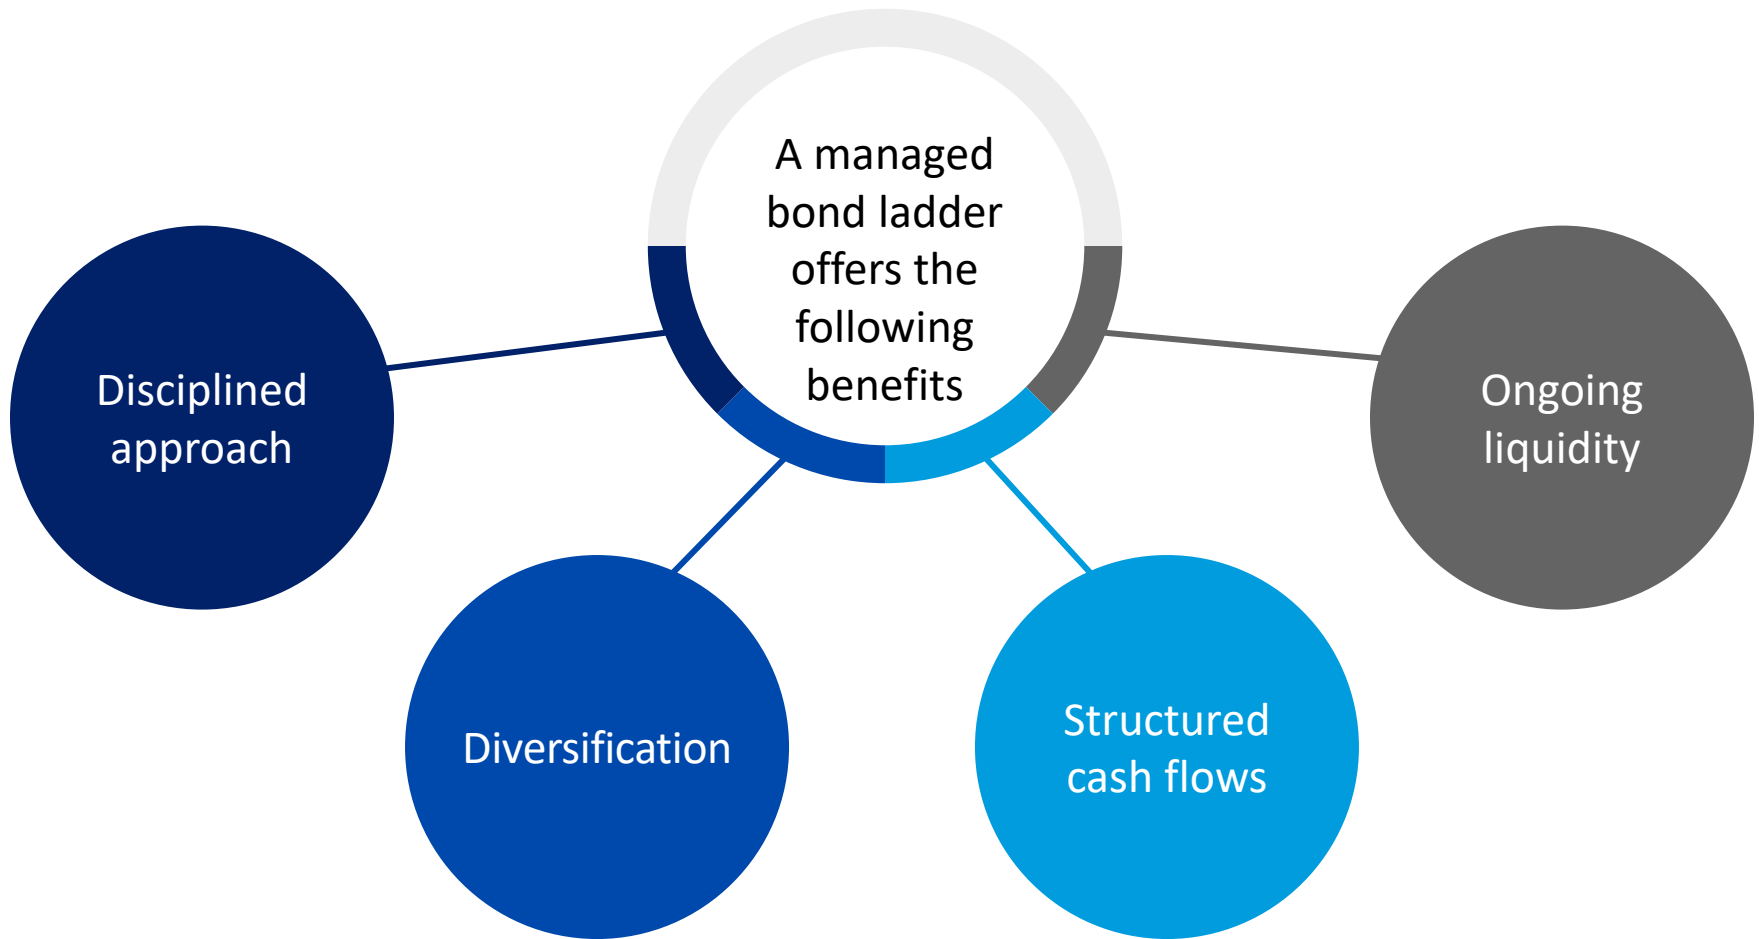 A managed
bond ladder
offers the
following
benefits
Disciplined
approach
Diversification
Structured
cash flows
Ongoing
liquidity